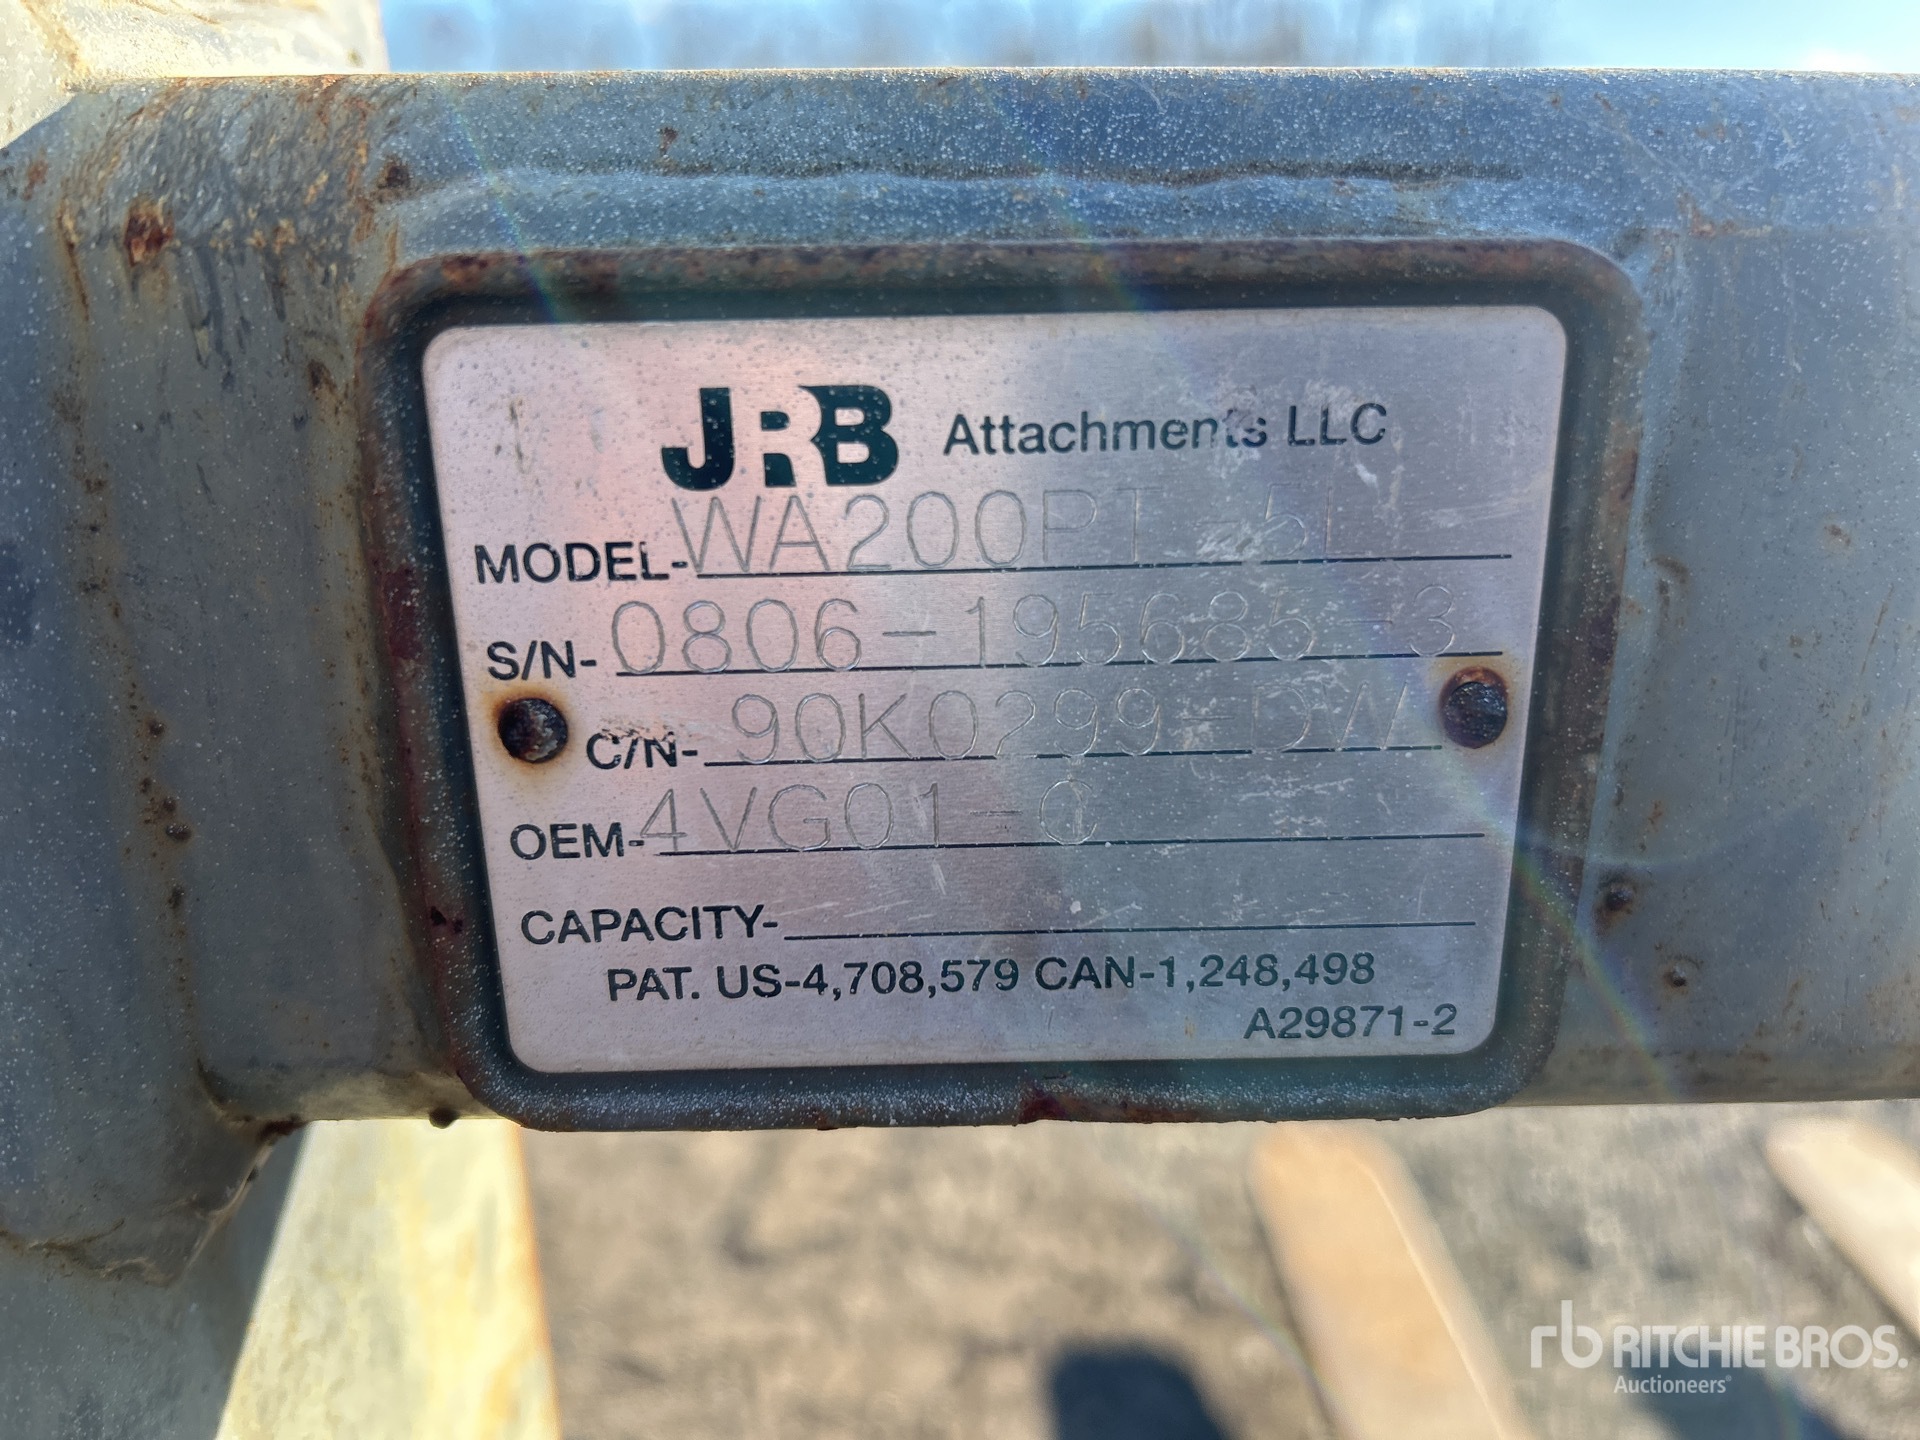 JRB Attachments LLC
MODEL- WA200PT-5L
S/N- 0806-195685-3
C/N- 90K0299-DW
OEM- 4VG01-C
CAPACITY-
PAT. US-4,708,579 CAN-1,248,498
A29871-2
rb RITCHIE BROS.
Auctioneers